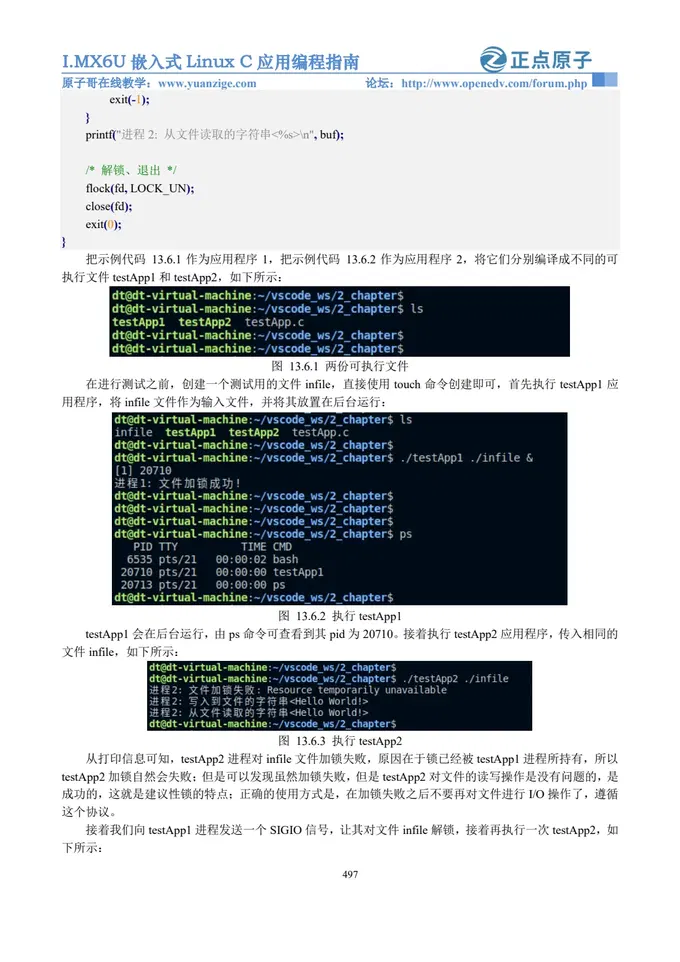 I.MX6U 嵌入式 Linux C 应用编程指南
正点原子
原子哥在线教学：www.yuanzige.com 论坛：http://www.openedv.com/forum.php
exit(-1);
}
printf("进程 2: 从文件读取的字符串<%s>\n", buf);
/* 解锁、退出 */
flock(fd, LOCK_UN);
close(fd);
exit(0);
}
把示例代码 13.6.1 作为应用程序 1，把示例代码 13.6.2 作为应用程序 2，将它们分别编译成不同的可
执行文件 testApp1 和 testApp2，如下所示：
dt@dt-virtual-machine:~/vscode_ws/2_chapter$
dt@dt-virtual-machine:~/vscode_ws/2_chapter$ ls
testApp1 testApp2 testApp.c
dt@dt-virtual-machine:~/vscode_ws/2_chapter$
dt@dt-virtual-machine:~/vscode_ws/2_chapter$
图 13.6.1 两份可执行文件
在进行测试之前，创建一个测试用的文件 infile，直接使用 touch 命令创建即可，首先执行 testApp1 应
用程序，将 infile 文件作为输入文件，并将其放置在后台运行：
dt@dt-virtual-machine:~/vscode_ws/2_chapter$ ls
infile testApp1 testApp2 testApp.c
dt@dt-virtual-machine:~/vscode_ws/2_chapter$
dt@dt-virtual-machine:~/vscode_ws/2_chapter$ ./testApp1 ./infile &
[1] 20710
进程1: 文件加锁成功!
dt@dt-virtual-machine:~/vscode_ws/2_chapter$
dt@dt-virtual-machine:~/vscode_ws/2_chapter$
dt@dt-virtual-machine:~/vscode_ws/2_chapter$
dt@dt-virtual-machine:~/vscode_ws/2_chapter$ ps
PID TTY TIME CMD
6535 pts/21 00:00:02 bash
20710 pts/21 00:00:00 testApp1
20713 pts/21 00:00:00 ps
dt@dt-virtual-machine:~/vscode_ws/2_chapter$
图 13.6.2 执行 testApp1
testApp1 会在后台运行，由 ps 命令可查看到其 pid 为 20710。接着执行 testApp2 应用程序，传入相同的
文件 infile，如下所示：
dt@dt-virtual-machine:~/vscode_ws/2_chapter$
dt@dt-virtual-machine:~/vscode_ws/2_chapter$ ./testApp2 ./infile
进程2: 文件加锁失败: Resource temporarily unavailable
进程2: 写入到文件的字符串<Hello World!>
进程2: 从文件读取的字符串<Hello World!>
dt@dt-virtual-machine:~/vscode_ws/2_chapter$
图 13.6.3 执行 testApp2
从打印信息可知，testApp2 进程对 infile 文件加锁失败，原因在于锁已经被 testApp1 进程所持有，所以
testApp2 加锁自然会失败；但是可以发现虽然加锁失败，但是 testApp2 对文件的读写操作是没有问题的，是
成功的，这就是建议性锁的特点；正确的使用方式是，在加锁失败之后不要再对文件进行 I/O 操作了，遵循
这个协议。
接着我们向 testApp1 进程发送一个 SIGIO 信号，让其对文件 infile 解锁，接着再执行一次 testApp2，如
下所示：
497